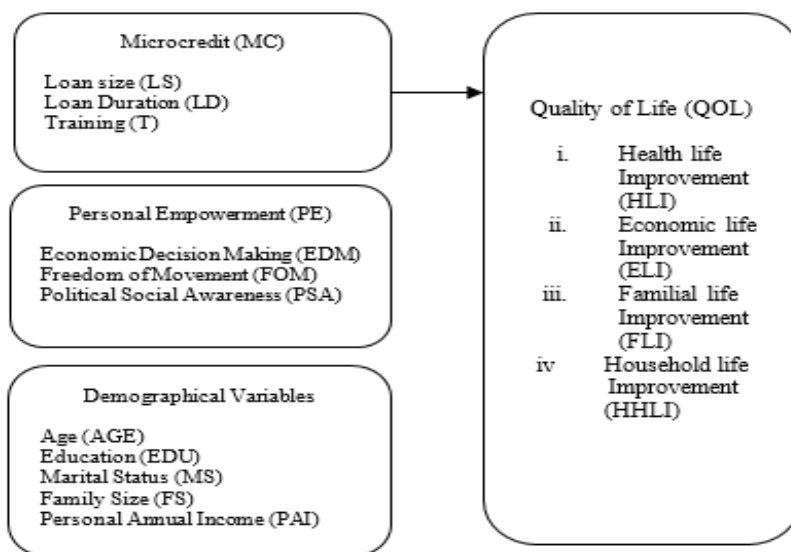 Microcredit (MC)
Loan size (LS)
Loan Duration (LD)
Training (T)
Personal Empowerment (PE)
Economic Decision Making (EDM)
Freedom of Movement (FOM)
Political Social Awareness (PSA)
Demographical Variables
Age (AGE)
Education (EDU)
Marital Status (MS)
Family Size (FS)
Personal Annual Income (PAI)
Quality of Life (QOL)
i. Health life
Improvement
(HLI)
ii. Economic life
Improvement
(ELI)
iii. Familial life
Improvement
(FLI)
iv Household life
Improvement
(HHLI)